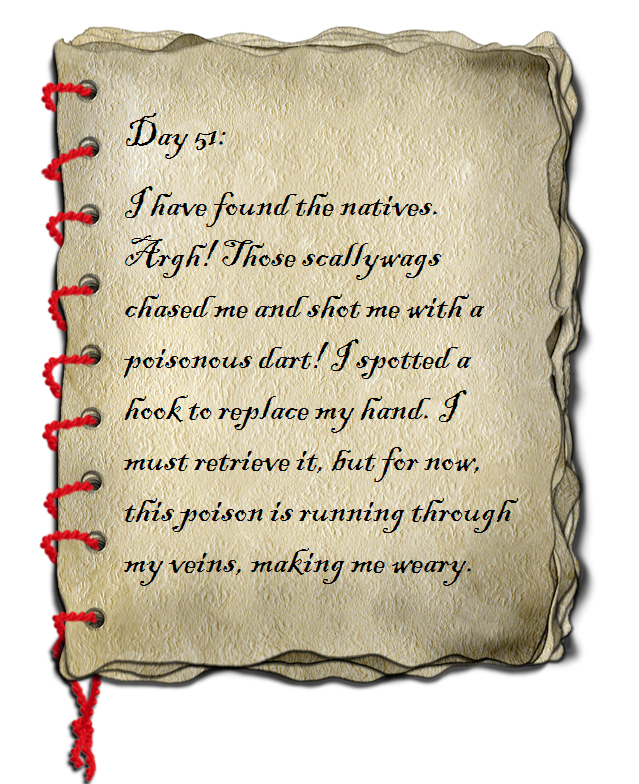 Day 51:
I have found the natives.
Argh! Those scallywags
chased me and shot me with a
poisonous dart! I spotted a
hook to replace my hand. I
must retrieve it, but for now,
this poison is running through
my veins, making me weary.